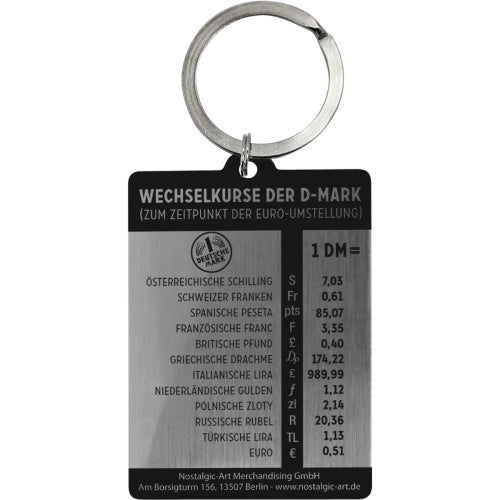 WECHSELKURSE DER D-MARK
(ZUM ZEITPUNKT DER EURO-UMSTELLUNG)
1 DEUTSCHE MARK
1 DM =
ÖSTERREICHISCHE SCHILLING S 7,03
SCHWEIZER FRANKEN Fr 0,61
SPANISCHE PESETA pts 85,07
FRANZÖSISCHE FRANC F 3,35
BRITISCHE PFUND £ 0,40
GRIECHISCHE DRACHME Dp 174,22
ITALIENISCHE LIRA £ 989,99
NIEDERLÄNDISCHE GULDEN ƒ 1,12
POLNISCHE ZLOTY zł 2,14
RUSSISCHE RUBEL R 20,36
TÜRKISCHE LIRA TL 1,13
EURO € 0,51
Nostalgic-Art Merchandising GmbH
Am Borsigturm 156, 13507 Berlin - www.nostalgic-art.de